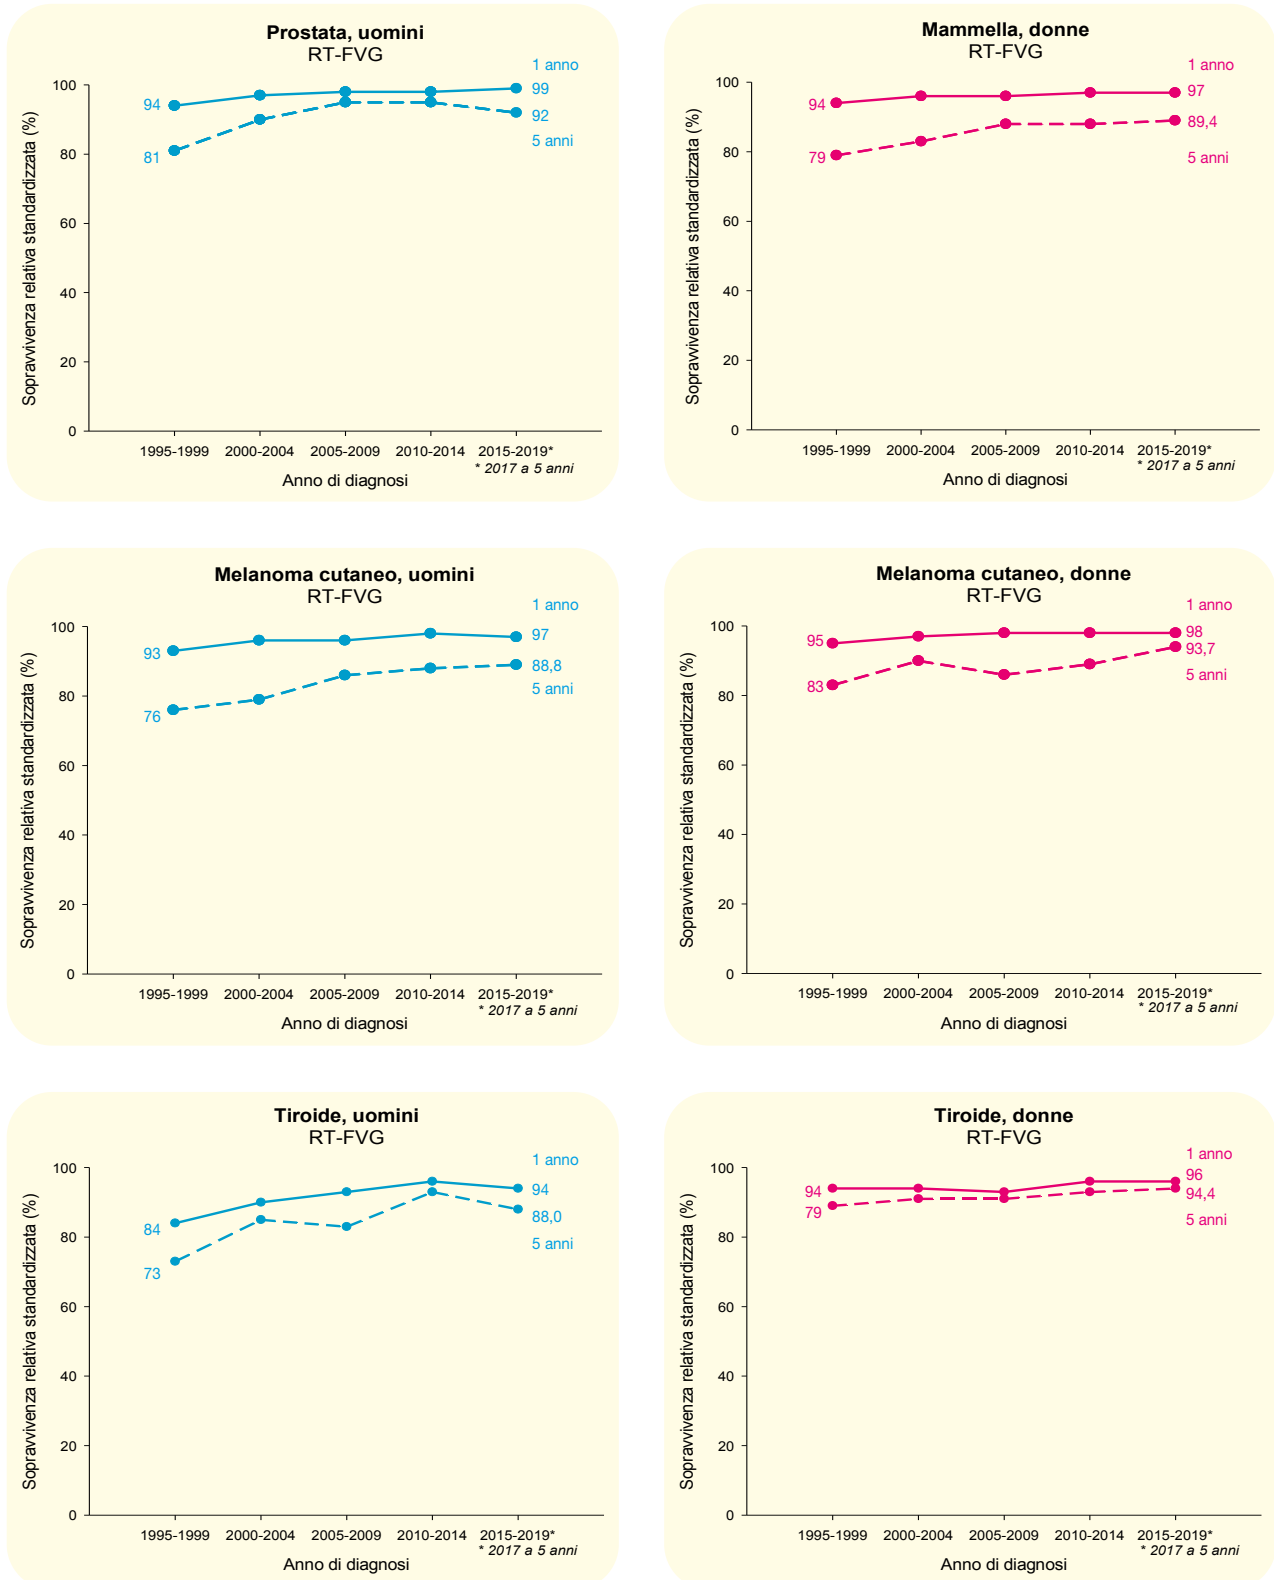 Prostata, uomini
RT-FVG
1 anno
100
80
60
40
20
0
94
81
99
92
5 anni
Sopravvivenza relativa standardizzata (%)
1995-1999 2000-2004 2005-2009 2010-2014 2015-2019*
* 2017 a 5 anni
Anno di diagnosi
Mammella, donne
RT-FVG
1 anno
100
80
60
40
20
0
94
79
97
89,4
5 anni
Sopravvivenza relativa standardizzata (%)
1995-1999 2000-2004 2005-2009 2010-2014 2015-2019*
* 2017 a 5 anni
Anno di diagnosi
Melanoma cutaneo, uomini
RT-FVG
1 anno
100
80
60
40
20
0
93
76
97
88,8
5 anni
Sopravvivenza relativa standardizzata (%)
1995-1999 2000-2004 2005-2009 2010-2014 2015-2019*
* 2017 a 5 anni
Anno di diagnosi
Melanoma cutaneo, donne
RT-FVG
1 anno
100
80
60
40
20
0
95
83
98
93,7
5 anni
Sopravvivenza relativa standardizzata (%)
1995-1999 2000-2004 2005-2009 2010-2014 2015-2019*
* 2017 a 5 anni
Anno di diagnosi
Tiroide, uomini
RT-FVG
1 anno
100
80
60
40
20
0
84
73
94
88,0
5 anni
Sopravvivenza relativa standardizzata (%)
1995-1999 2000-2004 2005-2009 2010-2014 2015-2019*
* 2017 a 5 anni
Anno di diagnosi
Tiroide, donne
RT-FVG
1 anno
100
80
60
40
20
0
94
79
96
94,4
5 anni
Sopravvivenza relativa standardizzata (%)
1995-1999 2000-2004 2005-2009 2010-2014 2015-2019*
* 2017 a 5 anni
Anno di diagnosi